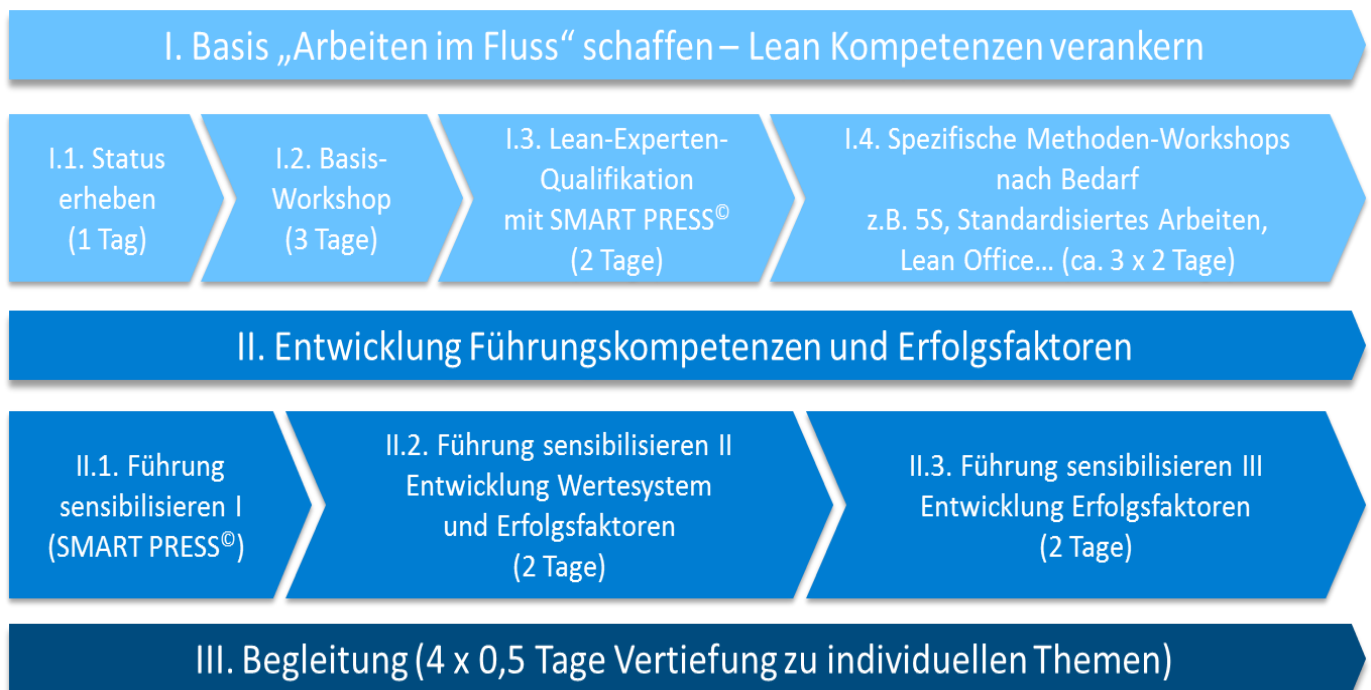 I. Basis „Arbeiten im Fluss“ schaffen – Lean Kompetenzen verankern
I.1. Status
erheben
(1 Tag)
I.2. Basis-
Workshop
(3 Tage)
I.3. Lean-Experten-
Qualifikation
mit SMART PRESS©
(2 Tage)
I.4. Spezifische Methoden-Workshops
nach Bedarf
z.B. 5S, Standardisiertes Arbeiten,
Lean Office... (ca. 3 x 2 Tage)
II. Entwicklung Führungskompetenzen und Erfolgsfaktoren
II.1. Führung
sensibilisieren I
(SMART PRESS©)
II.2. Führung sensibilisieren II
Entwicklung Wertesystem
und Erfolgsfaktoren
(2 Tage)
II.3. Führung sensibilisieren III
Entwicklung Erfolgsfaktoren
(2 Tage)
III. Begleitung (4 x 0,5 Tage Vertiefung zu individuellen Themen)